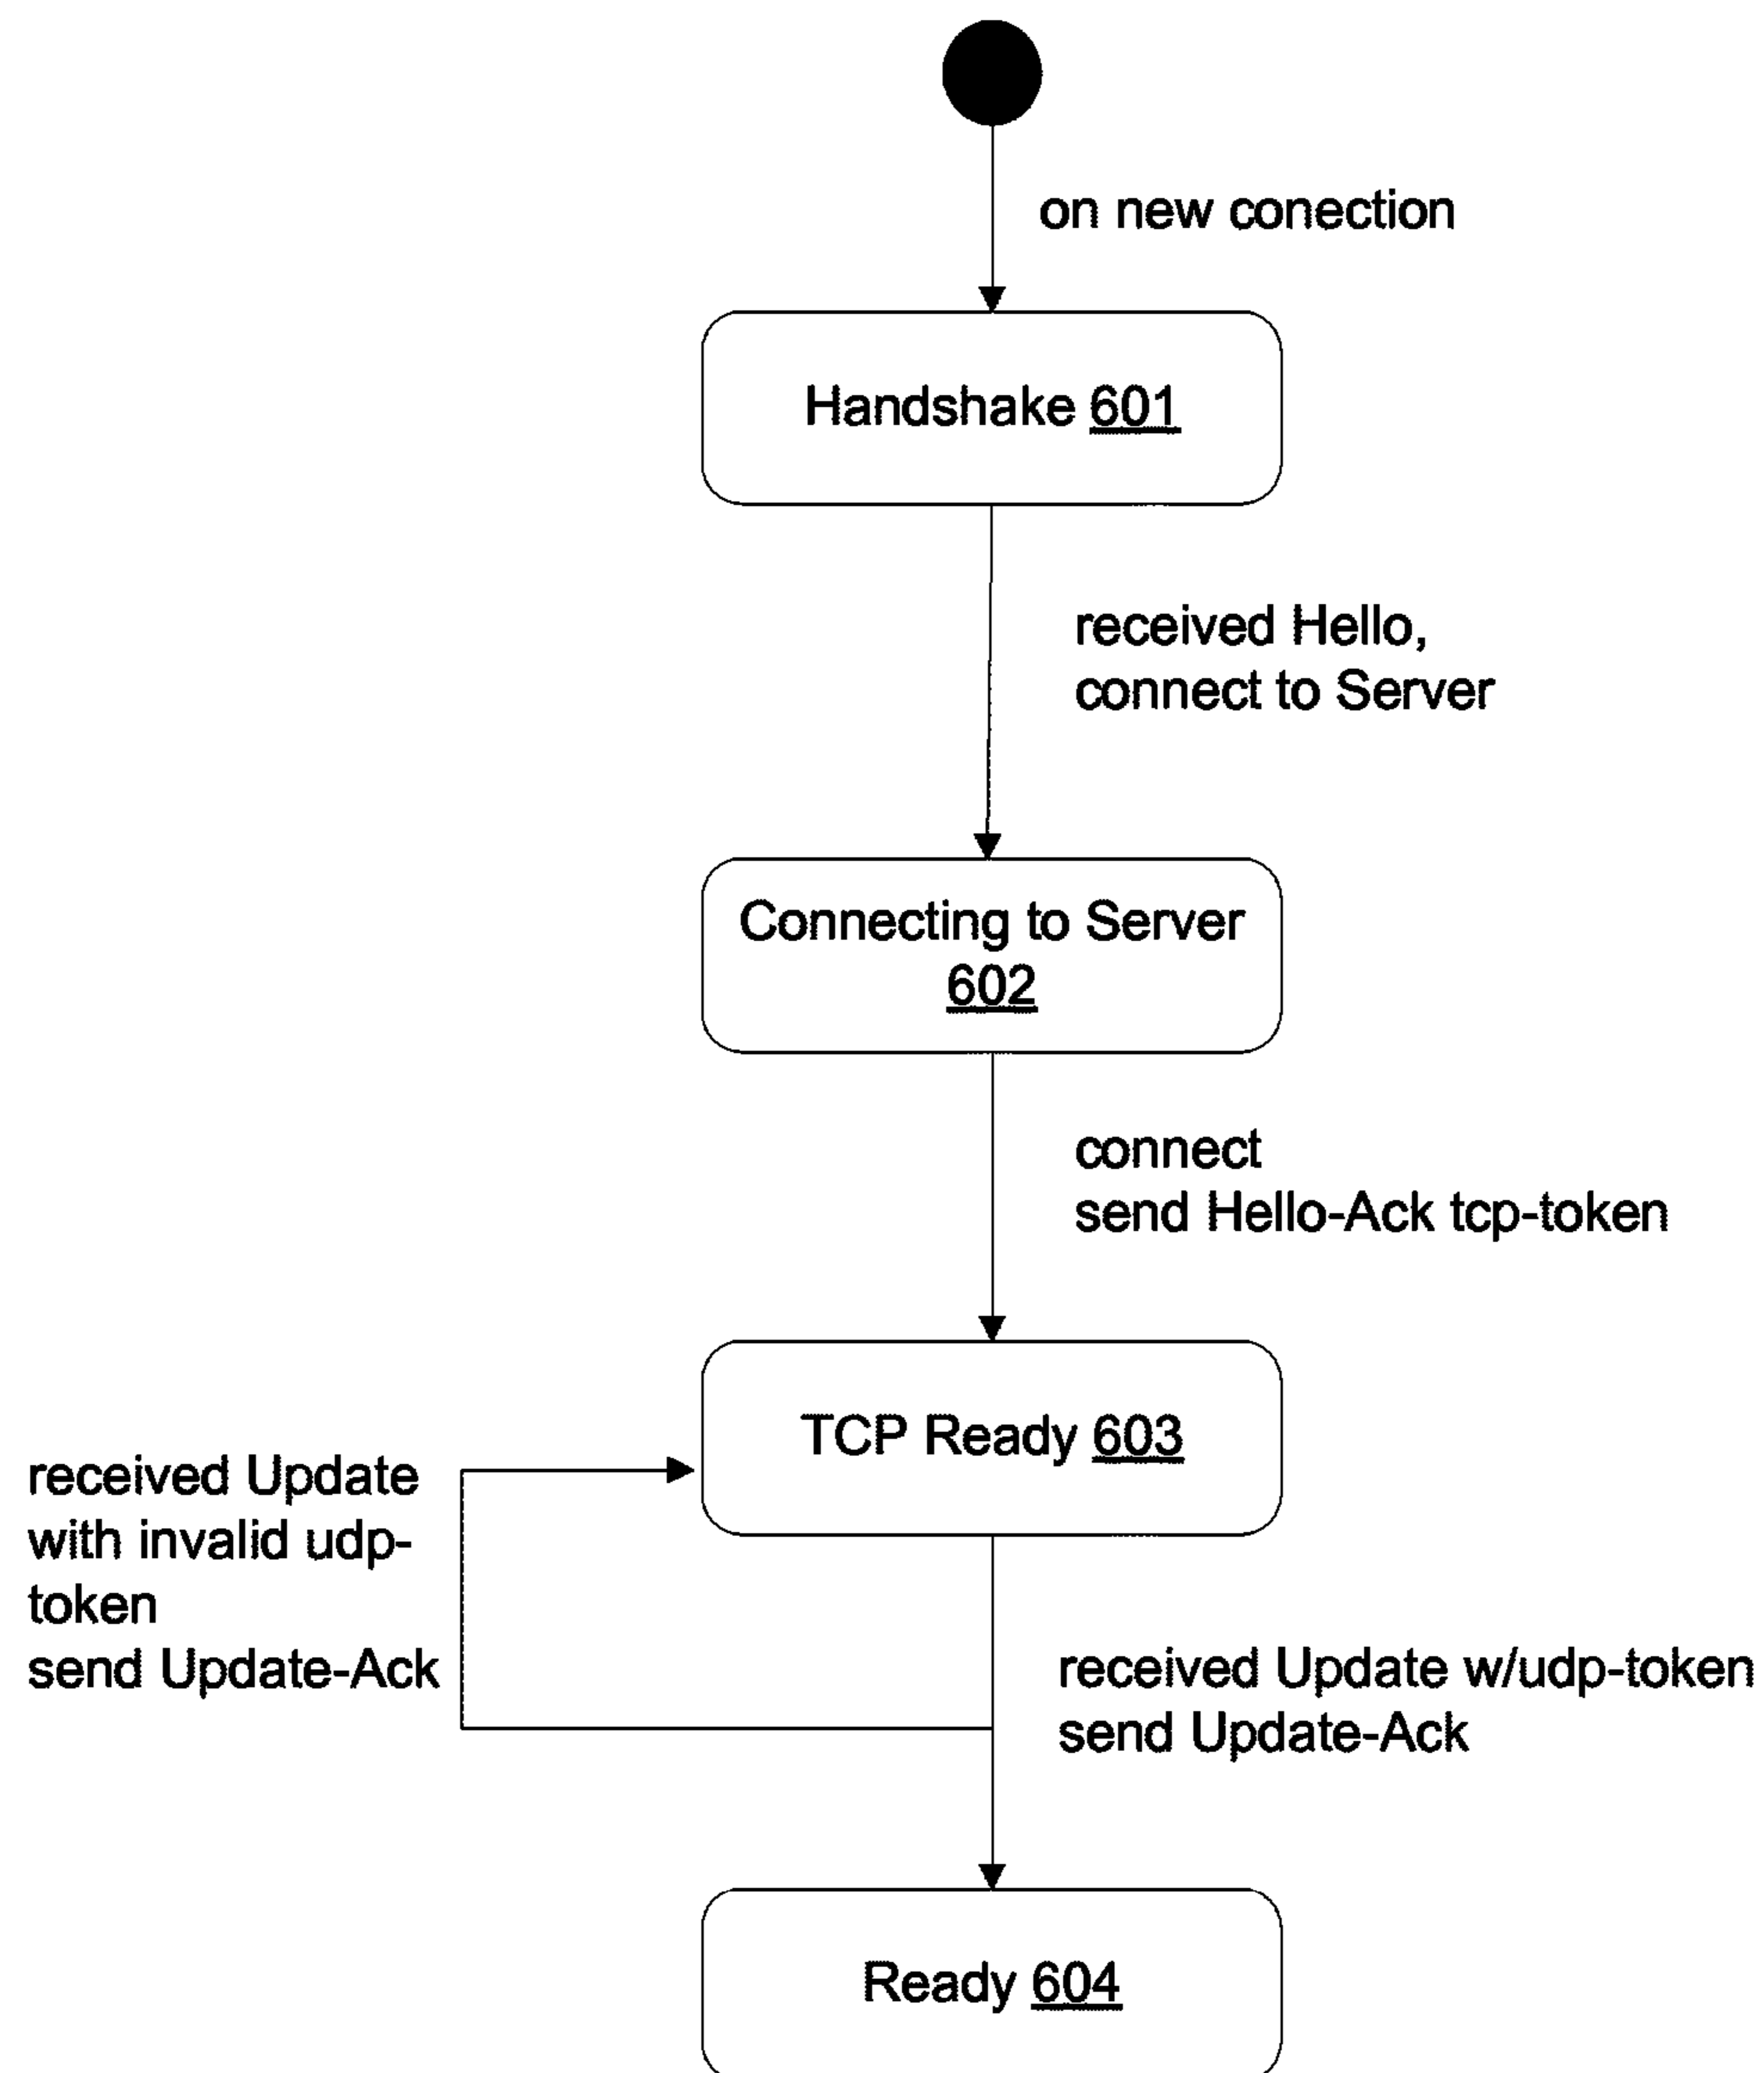 on new conection
Handshake 601
received Hello,
connect to Server
Connecting to Server
602
connect
send Hello-Ack tcp-token
TCP Ready 603
received Update
with invalid udp-
token
send Update-Ack
received Update w/udp-token
send Update-Ack
Ready 604